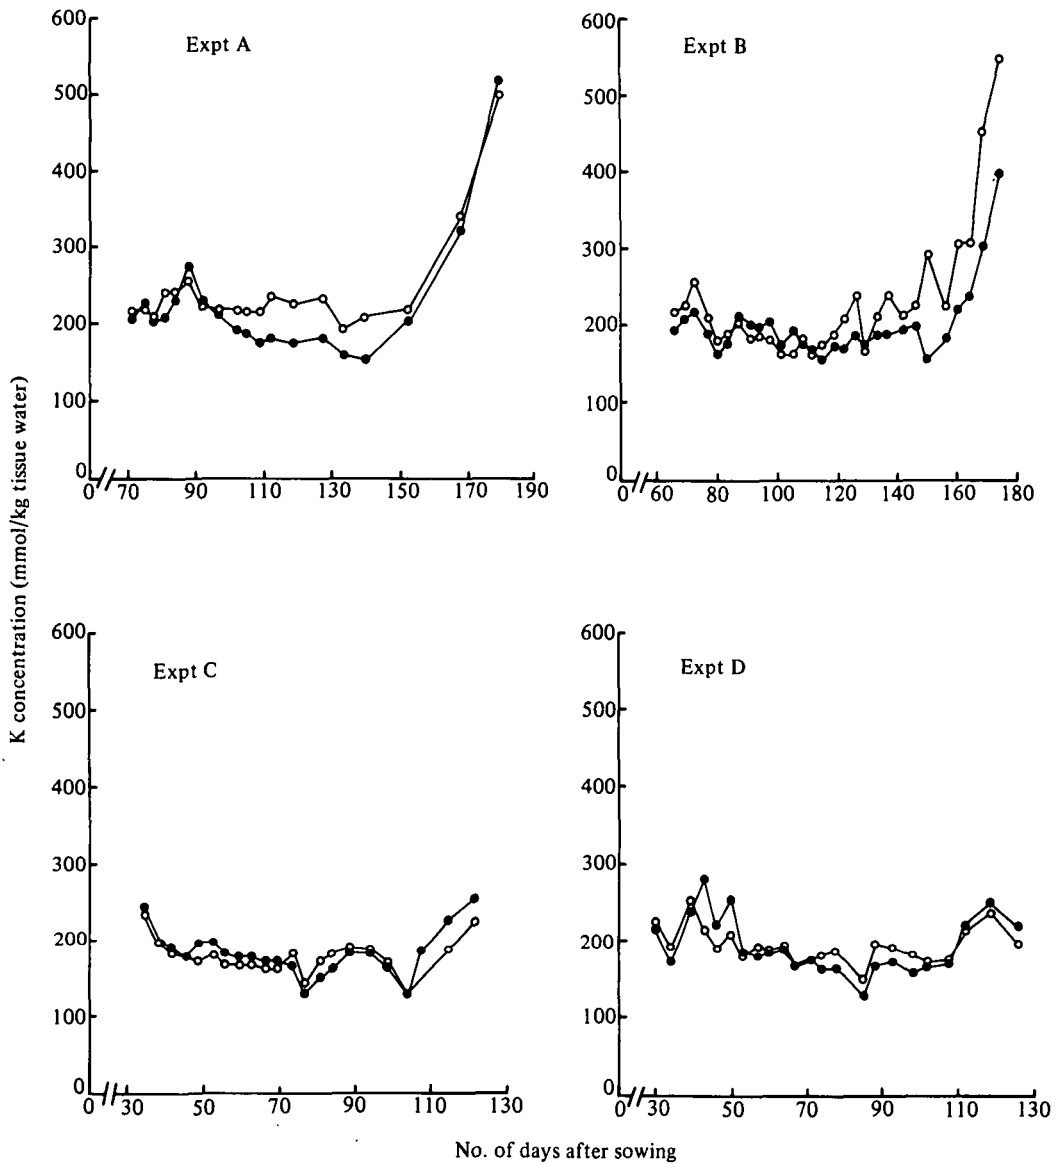 600
500
400
300
200
100
0
Expt A
0 70 90 110 130 150 170 190
600
500
400
300
200
100
0
Expt B
0 60 80 100 120 140 160 180
K concentration (mmol/kg tissue water)
600
500
400
300
200
100
0
Expt C
0 30 50 70 90 110 130
600
500
400
300
200
100
0
Expt D
0 30 50 70 90 110 130
No. of days after sowing